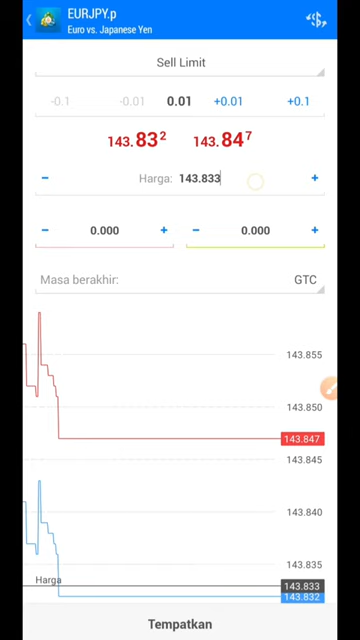 EURJPY.p
Euro vs. Japanese Yen
Sell Limit
-0.1 -0.01 0.01 +0.01 +0.1
143.832 143.847
- Harga: 143.833 +
- 0.000 + - 0.000 +
Masa berakhir: GTC
143.855
143.850
143.847
143.845
143.840
143.835
Harga 143.833
143.832
Tempatkan